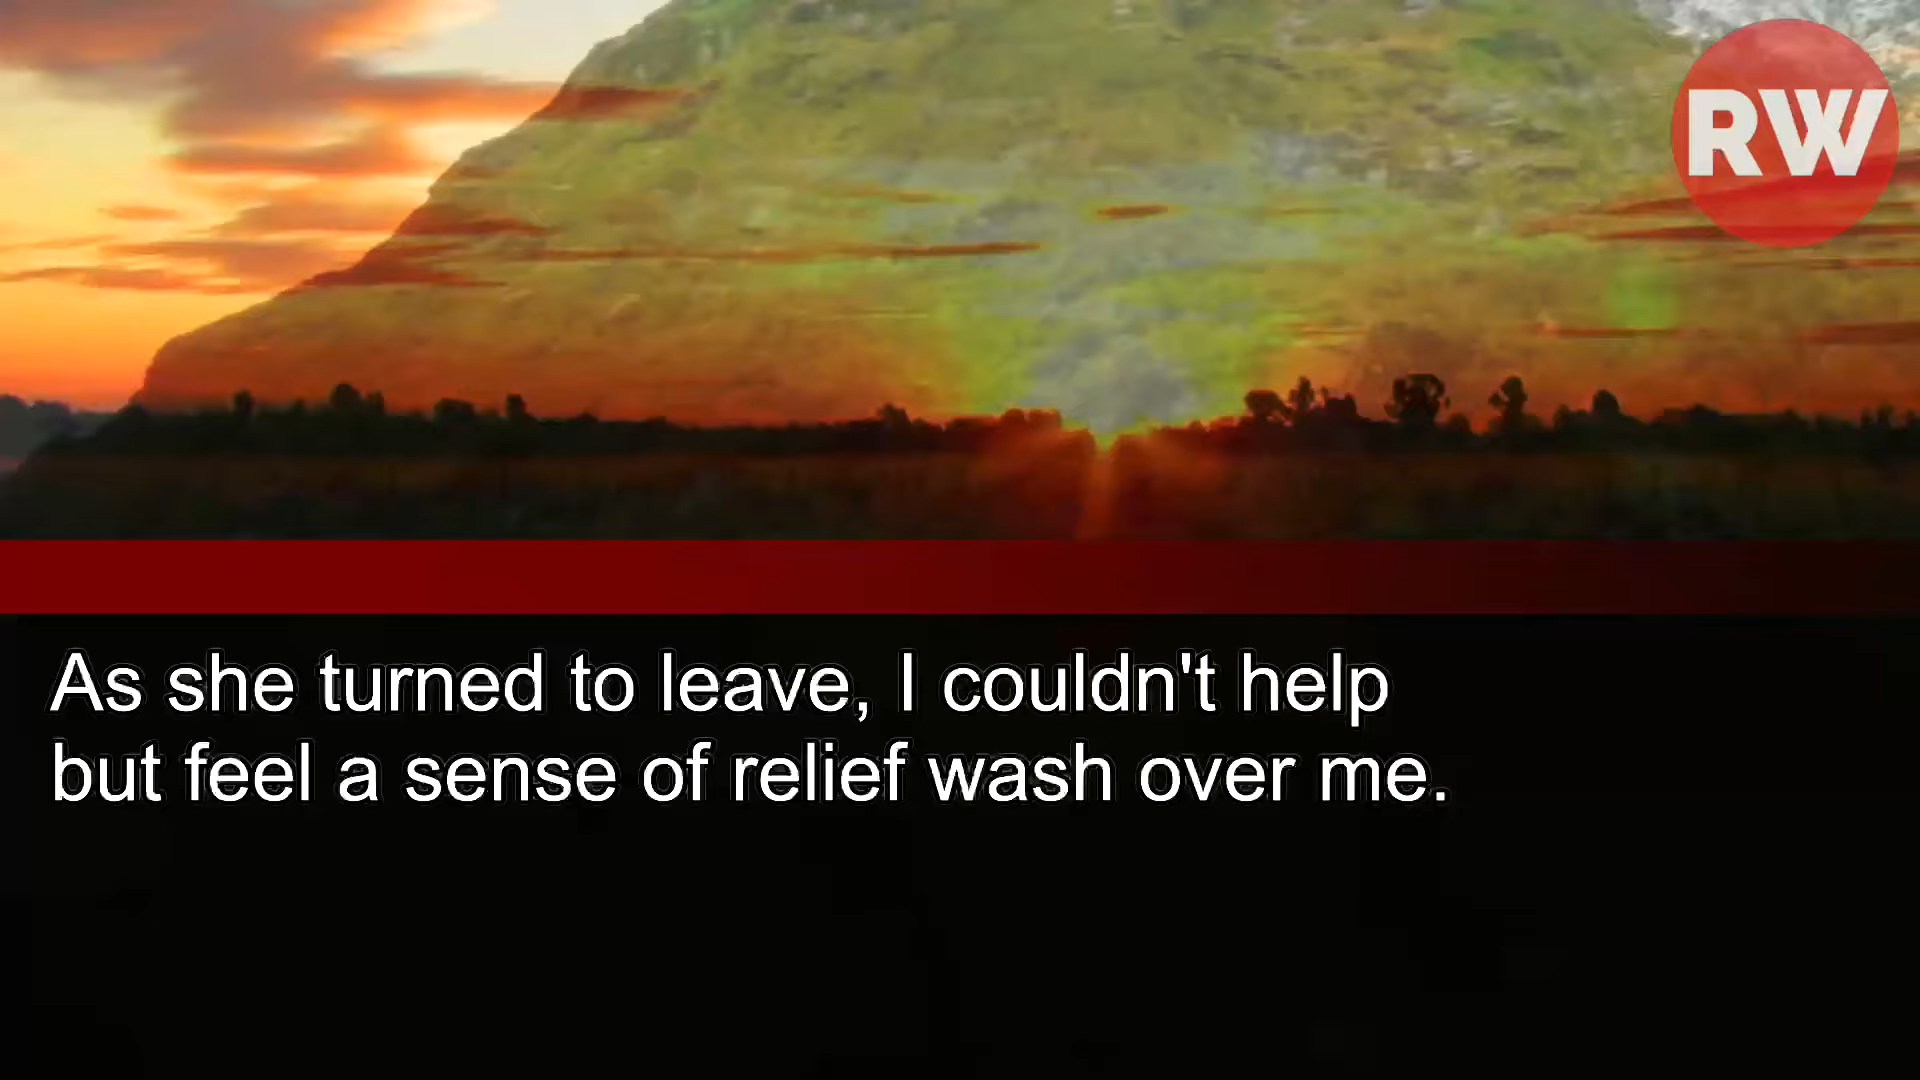 RW
As she turned to leave, I couldn't help
but feel a sense of relief wash over me.